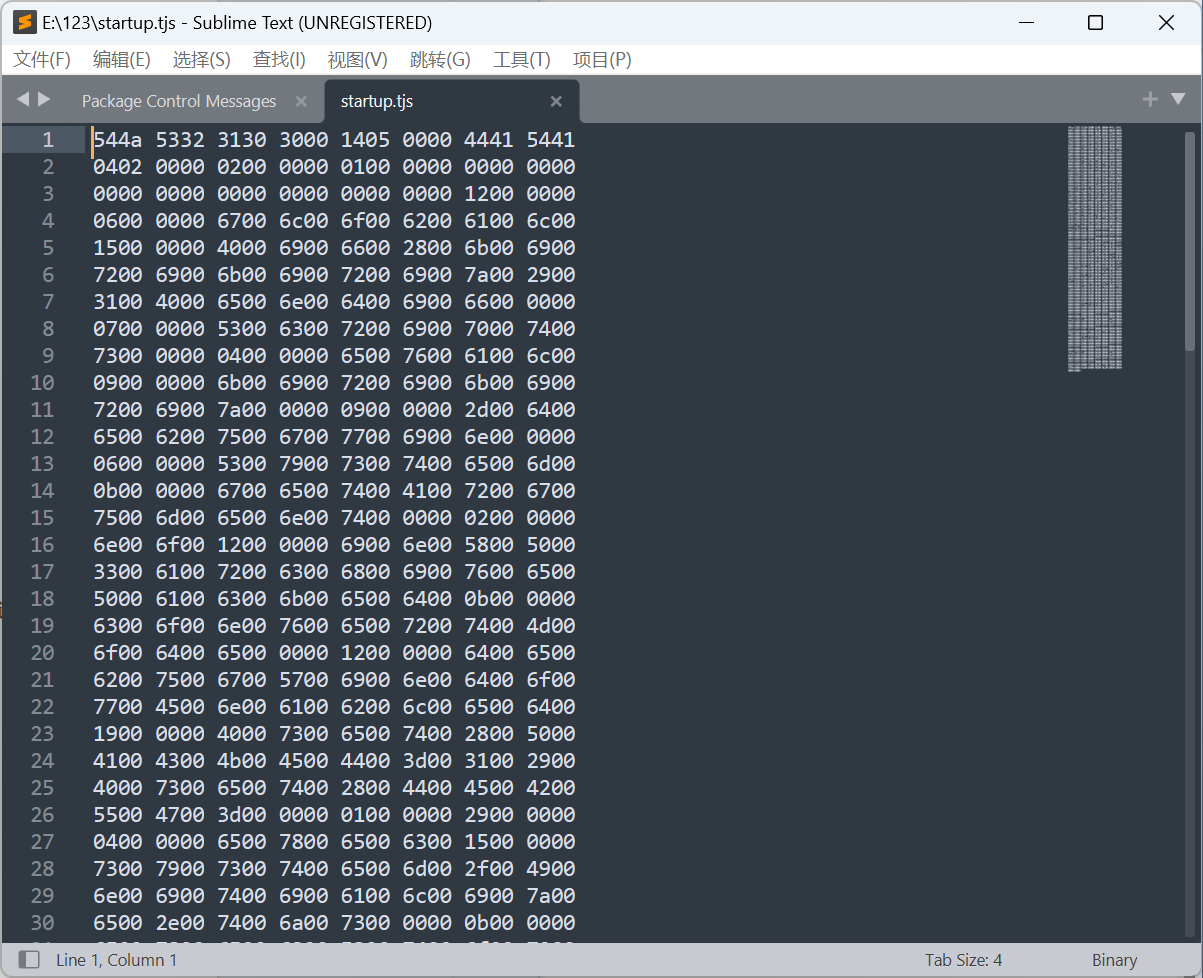 E:\123\startup.tjs - Sublime Text (UNREGISTERED)
文件(F) 编辑(E) 选择(S) 查找(I) 视图(V) 跳转(G) 工具(T) 项目(P)
Package Control Messages startup.tjs
1 544a 5332 3130 3000 1405 0000 4441 5441
2 0402 0000 0200 0000 0100 0000 0000 0000
3 0000 0000 0000 0000 0000 0000 1200 0000
4 0600 0000 6700 6c00 6f00 6200 6100 6c00
5 1500 0000 4000 6900 6600 2800 6b00 6900
6 7200 6900 6b00 6900 7200 6900 7a00 2900
7 3100 4000 6500 6e00 6400 6900 6600 0000
8 0700 0000 5300 6300 7200 6900 7000 7400
9 7300 0000 0400 0000 6500 7600 6100 6c00
10 0900 0000 6b00 6900 7200 6900 6b00 6900
11 7200 6900 7a00 0000 0900 0000 2d00 6400
12 6500 6200 7500 6700 7700 6900 6e00 0000
13 0600 0000 5300 7900 7300 7400 6500 6d00
14 0b00 0000 6700 6500 7400 4100 7200 6700
15 7500 6d00 6500 6e00 7400 0000 0200 0000
16 6e00 6f00 1200 0000 6900 6e00 5800 5000
17 3300 6100 7200 6300 6800 6900 7600 6500
18 5000 6100 6300 6b00 6500 6400 0b00 0000
19 6300 6f00 6e00 7600 6500 7200 7400 4d00
20 6f00 6400 6500 0000 1200 0000 6400 6500
21 6200 7500 6700 5700 6900 6e00 6400 6f00
22 7700 4500 6e00 6100 6200 6c00 6500 6400
23 1900 0000 4000 7300 6500 7400 2800 5000
24 4100 4300 4b00 4500 4400 3d00 3100 2900
25 4000 7300 6500 7400 2800 4400 4500 4200
26 5500 4700 3d00 0000 0100 0000 2900 0000
27 0400 0000 6500 7800 6500 6300 1500 0000
28 7300 7900 7300 7400 6500 6d00 2f00 4900
29 6e00 6900 7400 6900 6100 6c00 6900 7a00
30 6500 2e00 7400 6a00 7300 0000 0b00 0000
Line 1, Column 1 Tab Size: 4 Binary